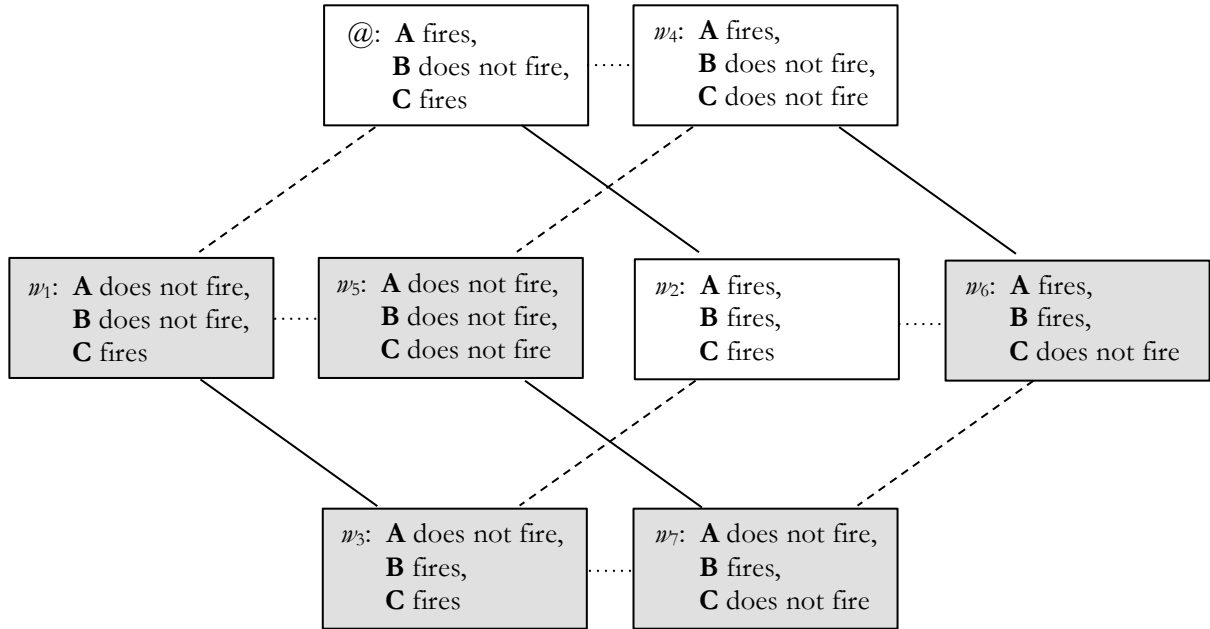 @: A fires,
B does not fire,
C fires
w4: A fires,
B does not fire,
C does not fire
w1: A does not fire,
B does not fire,
C fires
w5: A does not fire,
B does not fire,
C does not fire
w2: A fires,
B fires,
C fires
w6: A fires,
B fires,
C does not fire
w3: A does not fire,
B fires,
C fires
w7: A does not fire,
B fires,
C does not fire